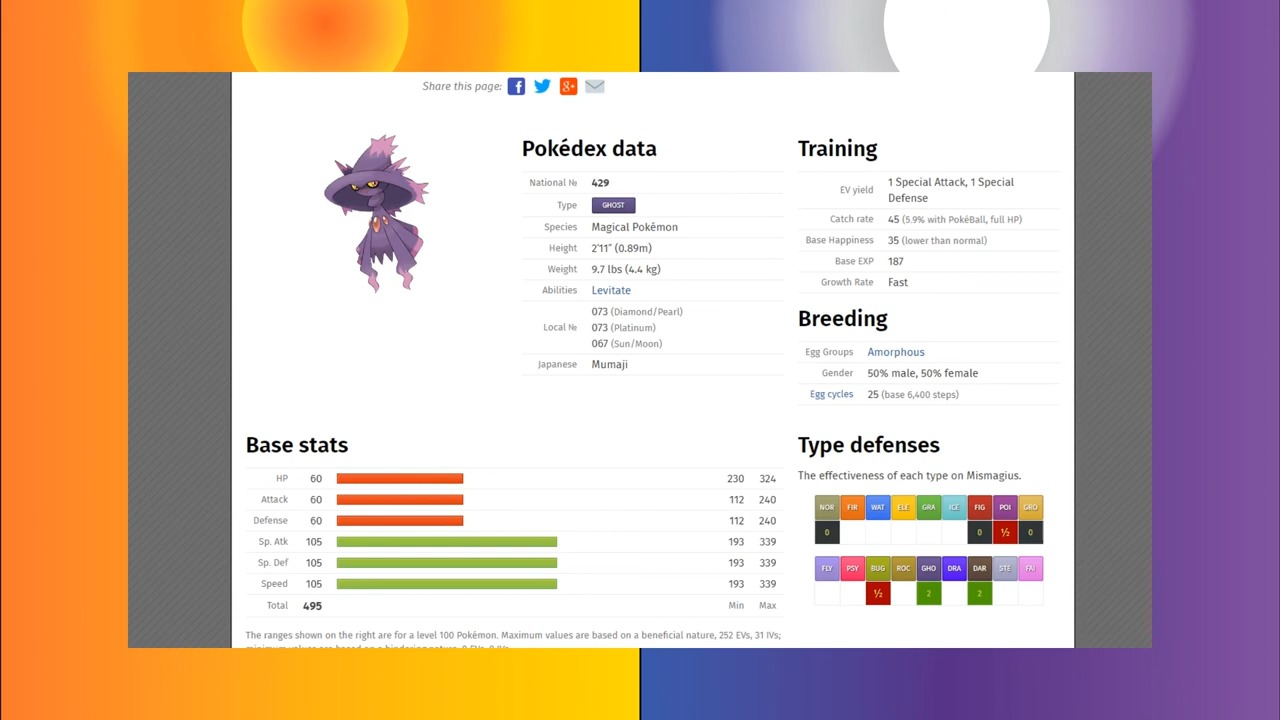 Share this page:
Pokédex data
National № 429
Type GHOST
Species Magical Pokémon
Height 2'11" (0.89m)
Weight 9.7 lbs (4.4 kg)
Abilities Levitate
Local № 073 (Diamond/Pearl)
073 (Platinum)
067 (Sun/Moon)
Japanese Mumaji
Training
EV yield 1 Special Attack, 1 Special
Defense
Catch rate 45 (5.9% with PokéBall, full HP)
Base Happiness 35 (lower than normal)
Base EXP 187
Growth Rate Fast
Breeding
Egg Groups Amorphous
Gender 50% male, 50% female
Egg cycles 25 (base 6,400 steps)
Base stats
HP 60 230 324
Attack 60 112 240
Defense 60 112 240
Sp. Atk 105 193 339
Sp. Def 105 193 339
Speed 105 193 339
Total 495 Min Max
The ranges shown on the right are for a level 100 Pokémon. Maximum values are based on a beneficial nature, 252 EVs, 31 IVs;
Type defenses
The effectiveness of each type on Mismagius.
NOR FIR WAT ELE GRA ICE FIG POI GRO
0 0 ½ 0
FLY PSY BUG ROC GHO DRA DAR STE FAI
½ 2 2